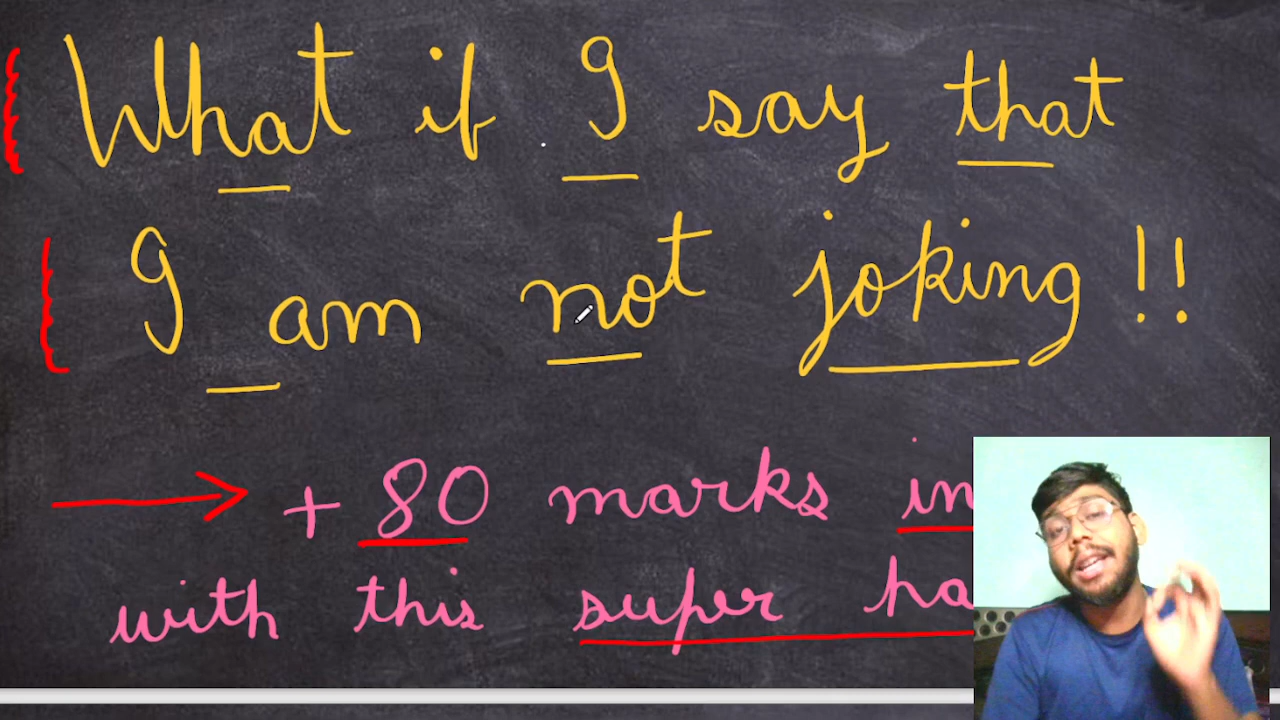 What if I say that
I am not joking !!
+ 80 marks in
with this super ha